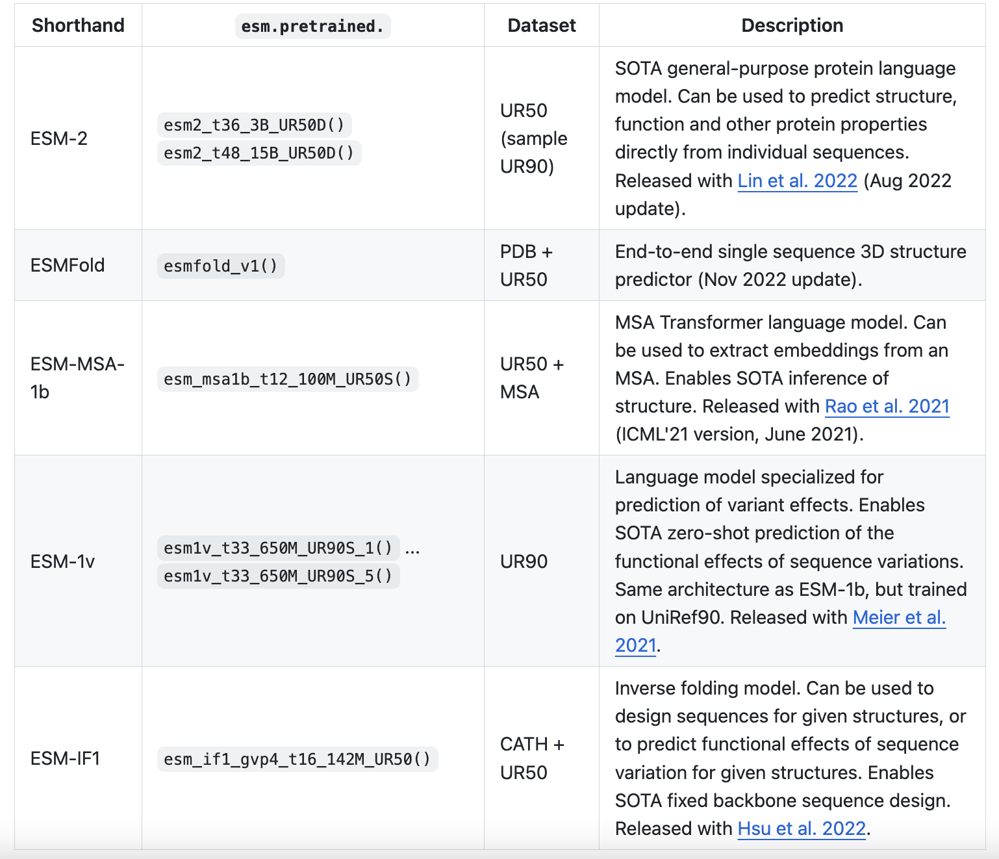 Shorthand
esm.pretrained.
Dataset
Description
ESM-2
esm2_t36_3B_UR50D()
esm2_t48_15B_UR50D()
UR50
(sample
UR90)
SOTA general-purpose protein language
model. Can be used to predict structure,
function and other protein properties
directly from individual sequences.
Released with Lin et al. 2022 (Aug 2022
update).
ESMFold
esmfold_v1()
PDB +
UR50
End-to-end single sequence 3D structure
predictor (Nov 2022 update).
ESM-MSA-
1b
esm_msa1b_t12_100M_UR50S()
UR50 +
MSA
MSA Transformer language model. Can
be used to extract embeddings from an
MSA. Enables SOTA inference of
structure. Released with Rao et al. 2021
(ICML'21 version, June 2021).
ESM-1v
esm1v_t33_650M_UR90S_1() ...
esm1v_t33_650M_UR90S_5()
UR90
Language model specialized for
prediction of variant effects. Enables
SOTA zero-shot prediction of the
functional effects of sequence variations.
Same architecture as ESM-1b, but trained
on UniRef90. Released with Meier et al.
2021.
ESM-IF1
esm_if1_gvp4_t16_142M_UR50()
CATH +
UR50
Inverse folding model. Can be used to
design sequences for given structures, or
to predict functional effects of sequence
variation for given structures. Enables
SOTA fixed backbone sequence design.
Released with Hsu et al. 2022.